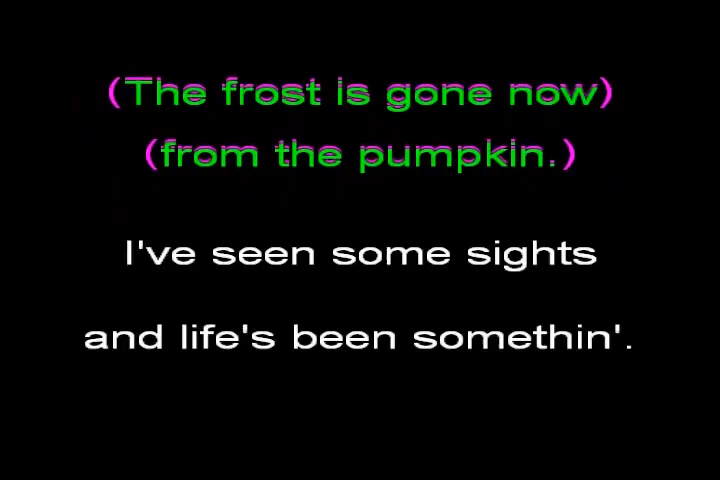 (The frost is gone now)
(from the pumpkin.)
I've seen some sights
and life's been somethin'.